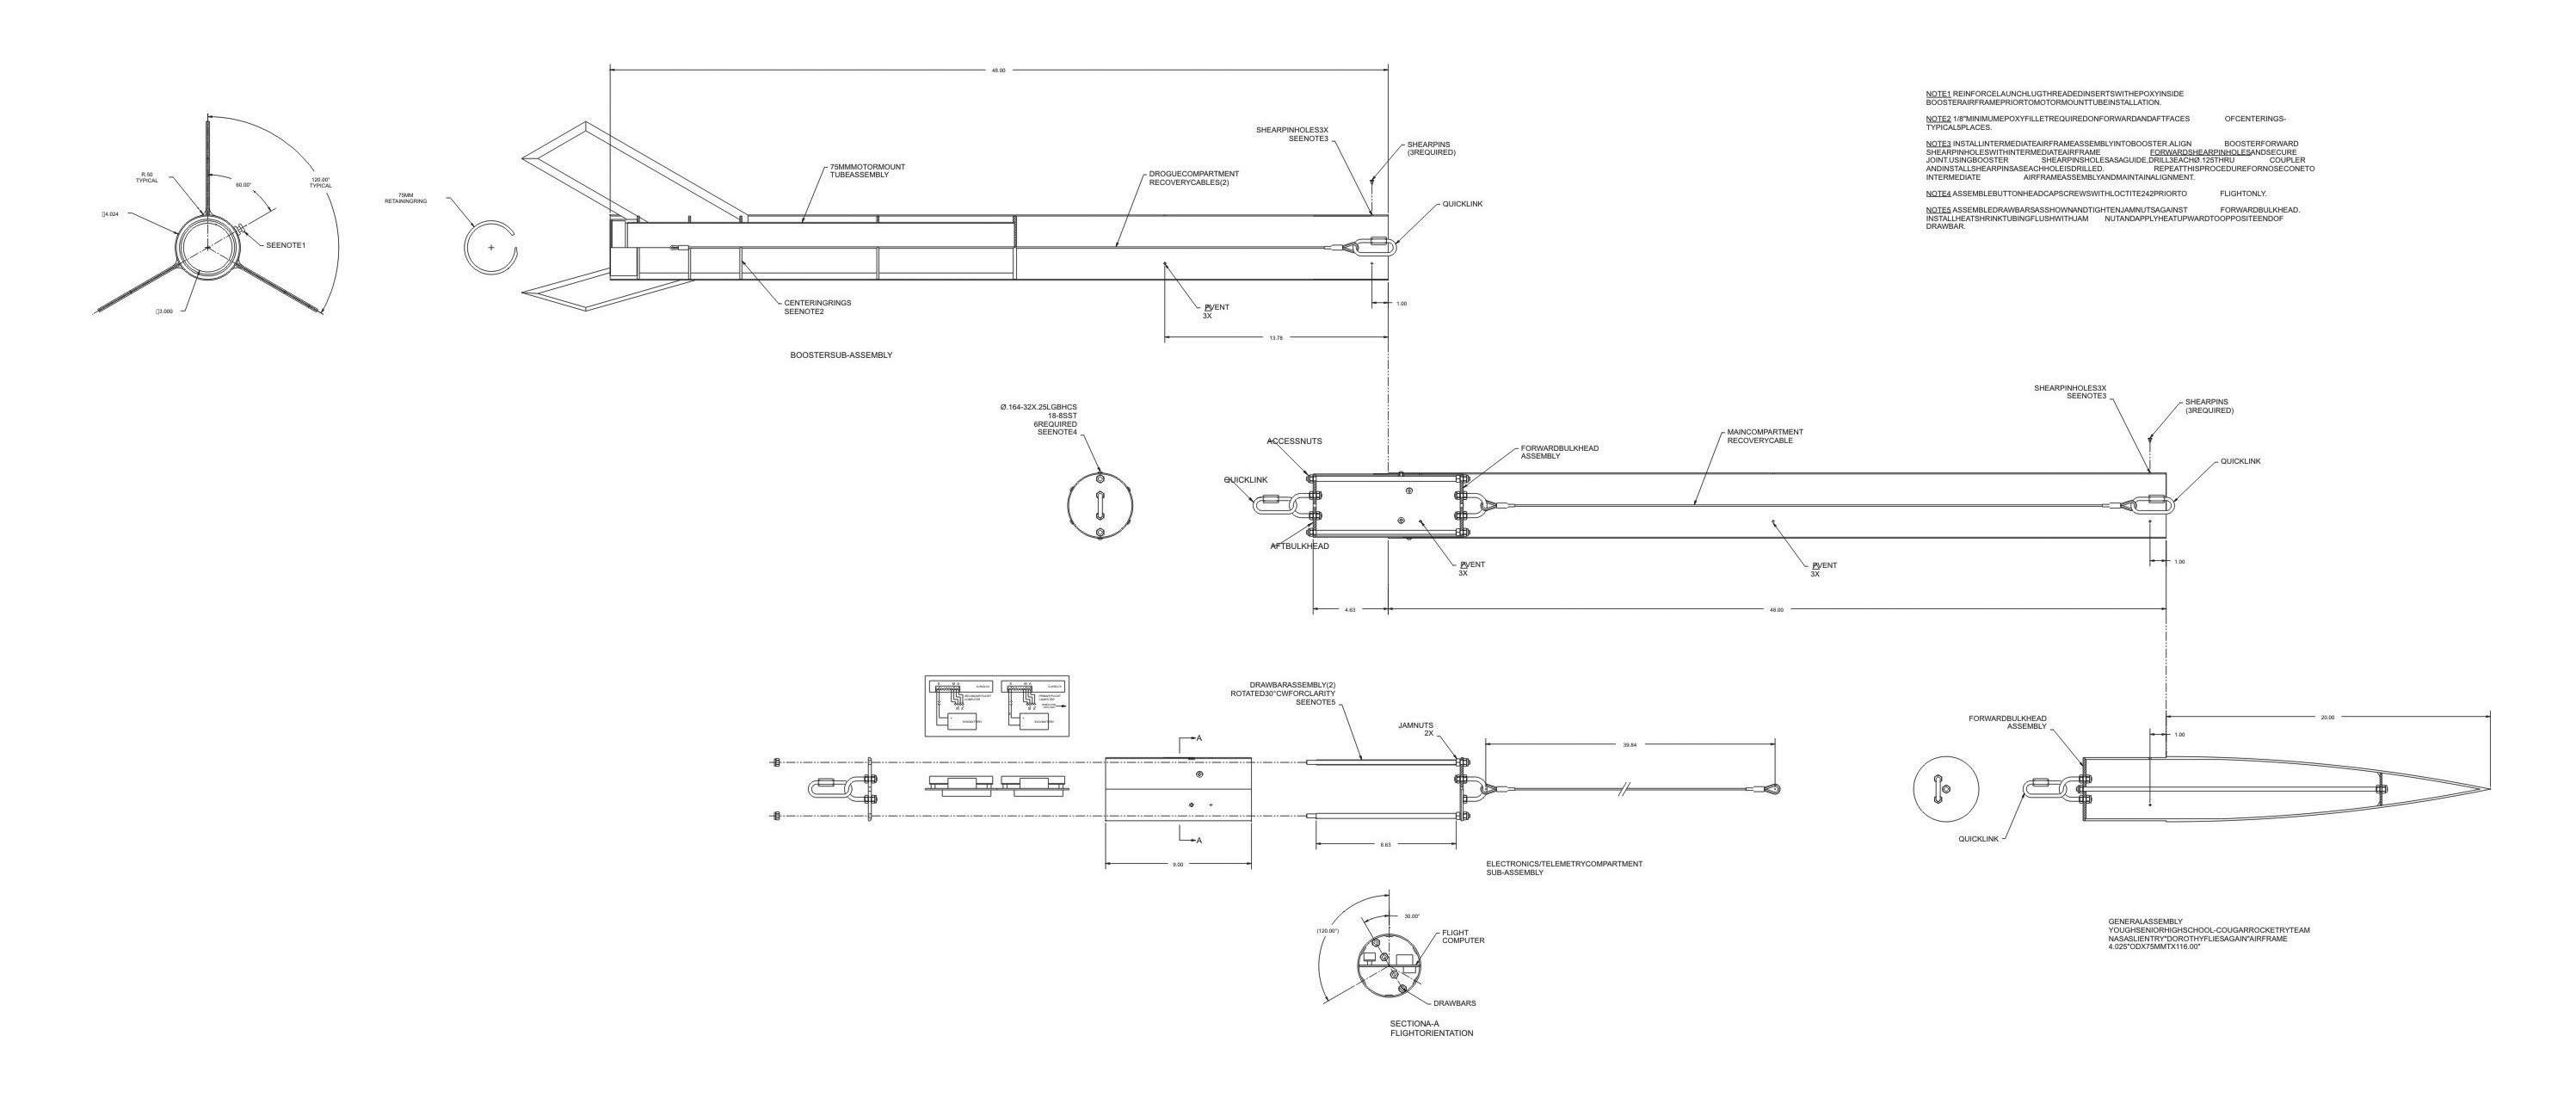 48.00
NOTE1 REINFORCELAUNCHLUGTHREADEDINSERTSWITHEPOXYINSIDE
BOOSTERAIRFRAMEPRIORTOMOTORMOUNTTUBEINSTALLATION.
NOTE2 1/8"MINIMUMEPOXYFILLETREQUIREDONFORWARDANDAFTFACES OFCENTERINGS-
TYPICAL5PLACES.
NOTE3 INSTALLINTERMEDIATEAIRFRAMEASSEMBLYINTOBOOSTER.ALIGN BOOSTERFORWARD
SHEARPINHOLESWITHINTERMEDIATEAIRFRAME FORWARDSHEARPINHOLESANDSECURE
JOINT.USINGBOOSTER SHEARPINSHOLESASAGUIDE,DRILL3EACHØ.125THRU COUPLER
ANDINSTALLSHEARPINSASEACHHOLEISDRILLED. REPEATTHISPROCEDUREFORNOSECONETO
INTERMEDIATE AIRFRAMEASSEMBLYANDMAINTAINALIGNMENT.
NOTE4 ASSEMBLEBUTTONHEADCAPSCREWSWITHLOCTITE242PRIORTO FLIGHTONLY.
NOTE5 ASSEMBLEDRAWBARSASSHOWNANDTIGHTENJAMNUTSAGAINST FORWARDBULKHEAD.
INSTALLHEATSHRINKTUBINGFLUSHWITHJAM NUTANDAPPLYHEATUPWARDTOOPPOSITEENDOF
DRAWBAR.
R.50
TYPICAL
60.00°
120.00°
TYPICAL
4.024
SEENOTE1
3.000
75MM
RETAININGRING
75MMMOTORMOUNT
TUBEASSEMBLY
DROGUECOMPARTMENT
RECOVERYCABLES(2)
SHEARPINHOLES3X
SEENOTE3
SHEARPINS
(3REQUIRED)
QUICKLINK
CENTERINGRINGS
SEENOTE2
VENT
3X
1.00
13.78
BOOSTERSUB-ASSEMBLY
Ø.164-32X.25LGBHCS
18-8SST
6REQUIRED
SEENOTE4
ACCESSNUTS
QUICKLINK
AFTBULKHEAD
FORWARDBULKHEAD
ASSEMBLY
MAINCOMPARTMENT
RECOVERYCABLE
SHEARPINHOLES3X
SEENOTE3
SHEARPINS
(3REQUIRED)
QUICKLINK
VENT
3X
VENT
3X
1.00
4.63
48.00
DRAWBARASSEMBLY(2)
ROTATED30°CWFORCLARITY
SEENOTE5
JAMNUTS
2X
A
A
9.00
8.63
39.84
ELECTRONICS/TELEMETRYCOMPARTMENT
SUB-ASSEMBLY
FORWARDBULKHEAD
ASSEMBLY
20.00
1.00
QUICKLINK
30.00°
(120.00°)
FLIGHT
COMPUTER
DRAWBARS
SECTIONA-A
FLIGHTORIENTATION
GENERALASSEMBLY
YOUGHSENIORHIGHSCHOOL-COUGARROCKETRYTEAM
NASASLIENTRY"DOROTHYFLIESAGAIN"AIRFRAME
4.025"ODX75MMTX116.00"